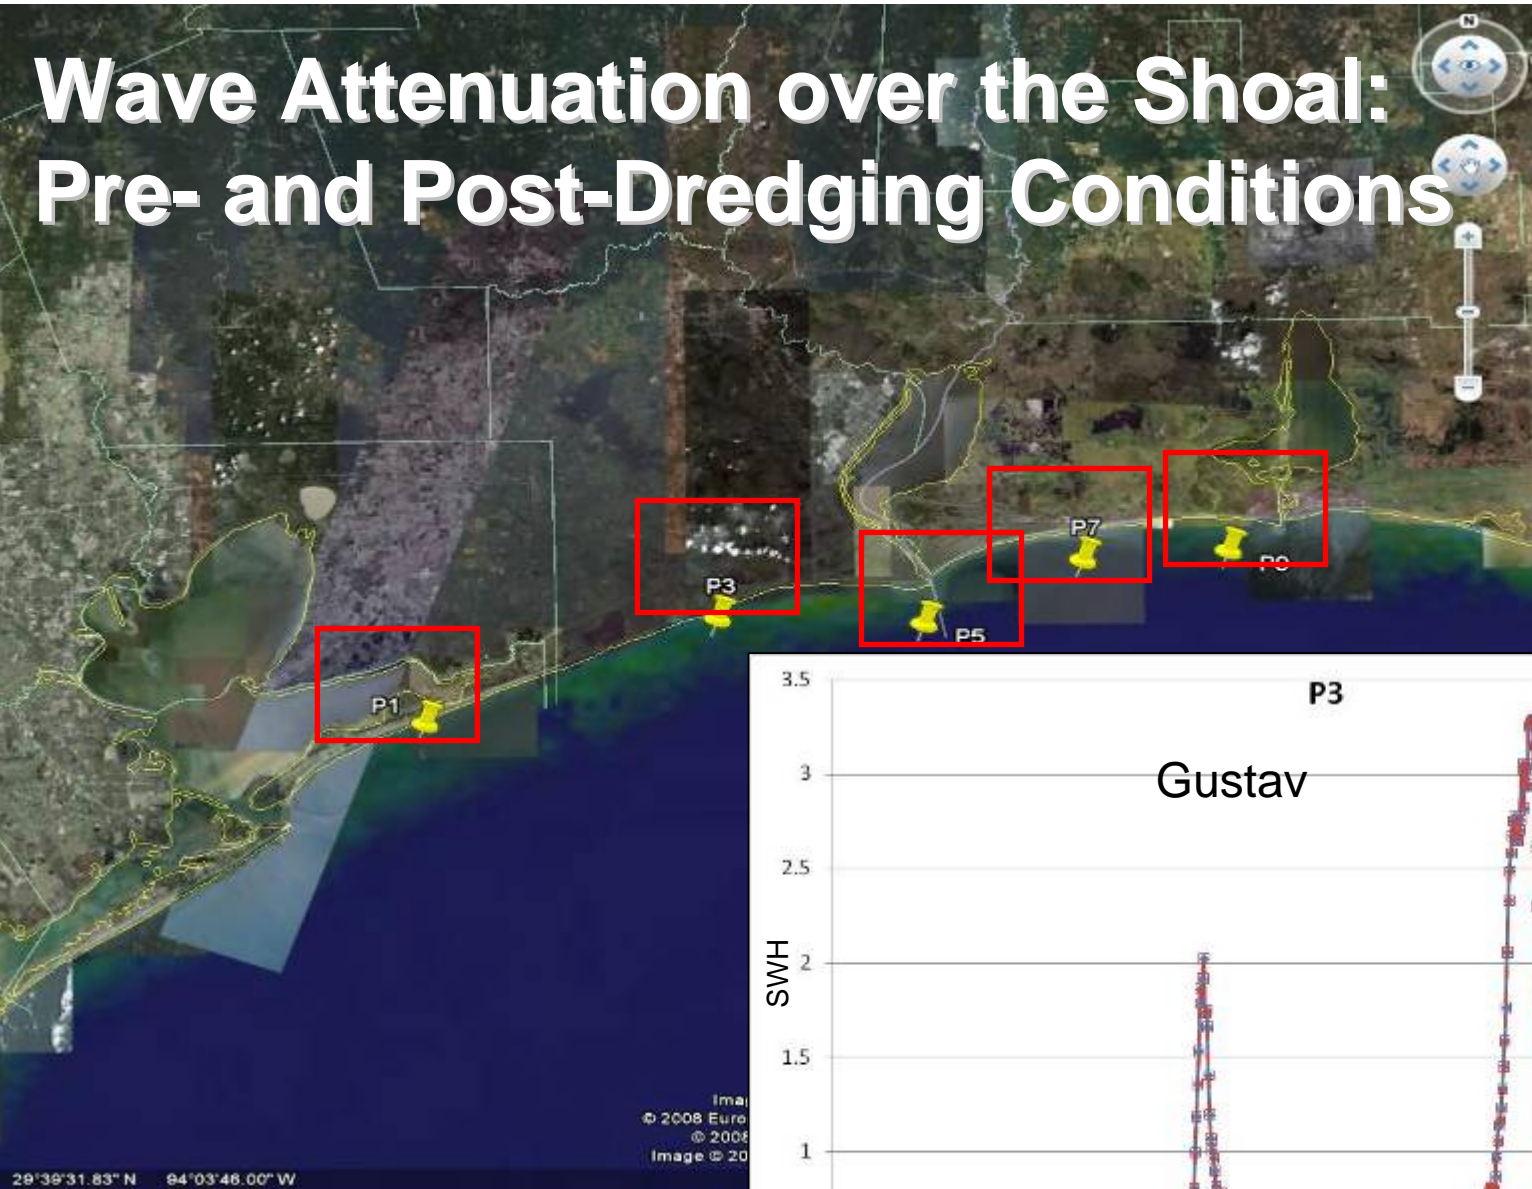 Wave Attenuation over the Shoal:
Pre- and Post-Dredging Conditions
N
P7
P3
P9
P5
P1
3.5
P3
3
Gustav
2.5
SWH
2
1.5
© 2008 Euro
© 2008
Image © 20
1
29°39'31.83" N 94°03'46.00" W